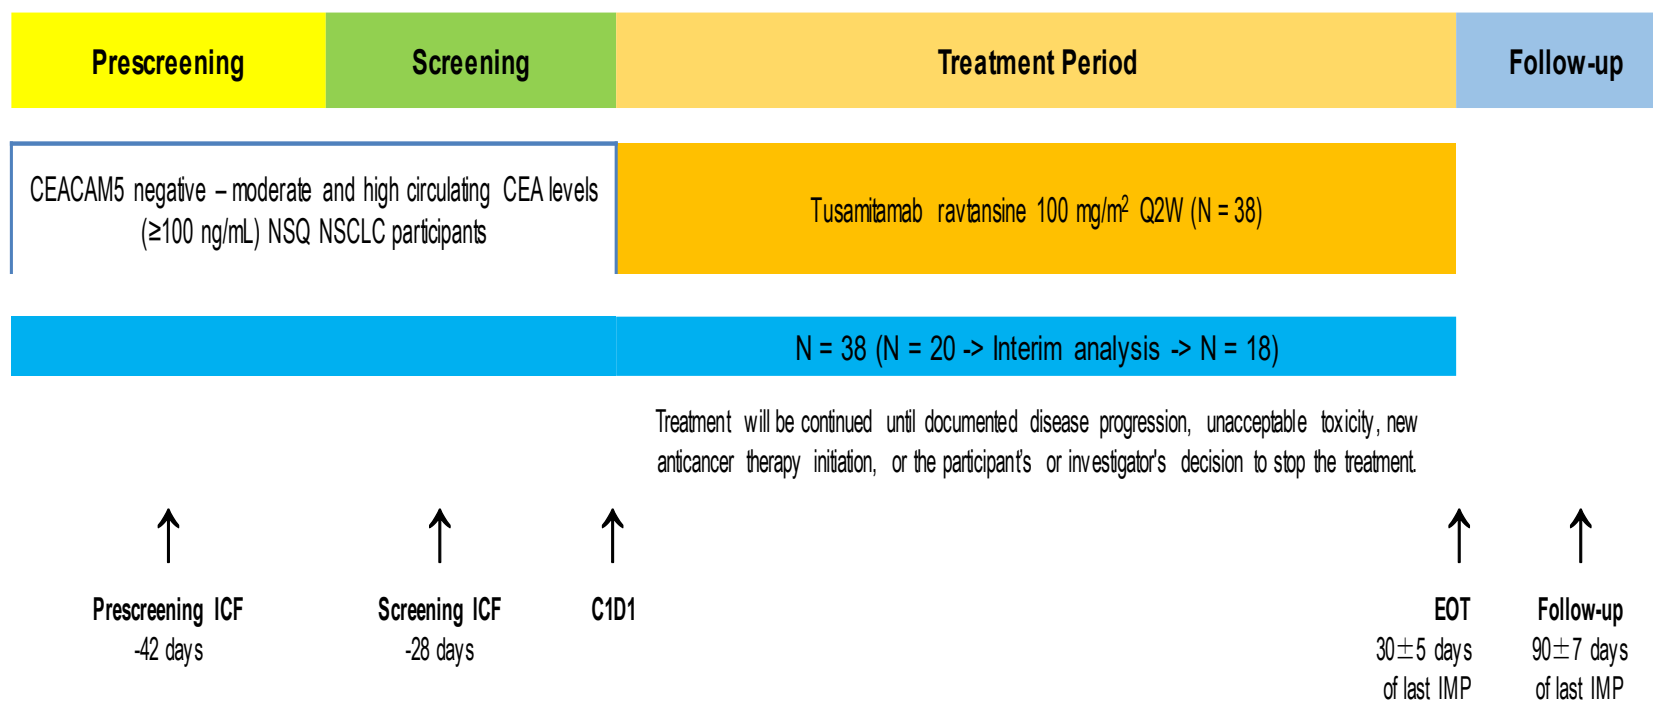 Prescreening
Screening
Treatment Period
Follow-up
CEACAM5 negative – moderate and high circulating CEA levels
(≥100 ng/mL) NSQ NSCLC participants
Tusamitamab ravtansine 100 mg/m² Q2W (N = 38)
N = 38 (N = 20 -> Interim analysis -> N = 18)
Treatment will be continued until documented disease progression, unacceptable toxicity, new
anticancer therapy initiation, or the participant's or investigator's decision to stop the treatment.
Prescreening ICF
-42 days
Screening ICF
-28 days
C1D1
EOT
30±5 days
of last IMP
Follow-up
90±7 days
of last IMP